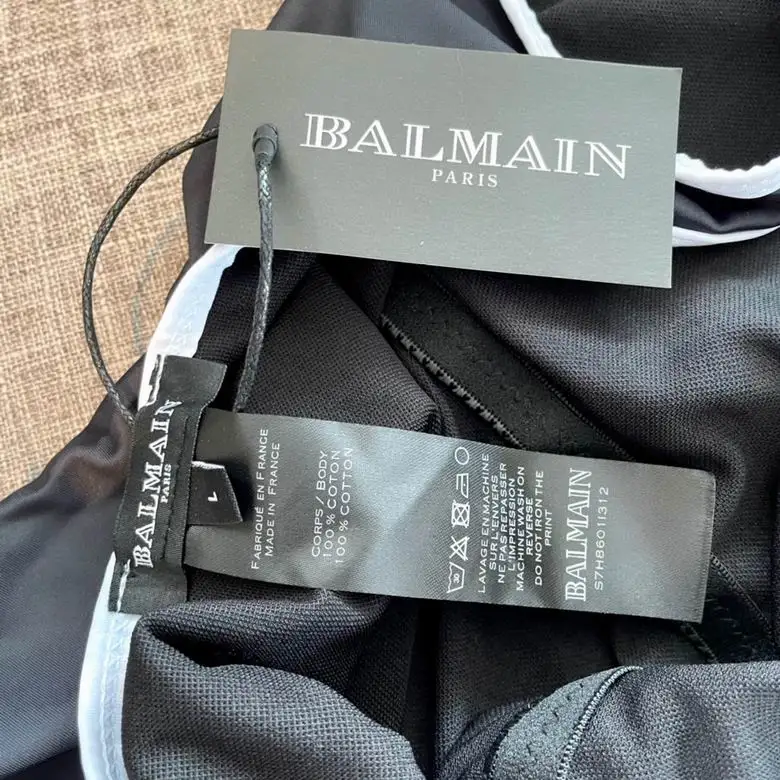 BALMAIN
PARIS
BALMAIN
PARIS
L
FABRIQUÉ EN FRANCE
MADE IN FRANCE
CORPS / BODY
100% COTON
100% COTTON
30
LAVAGE EN MACHINE
SUR L'ENVERS
NE PAS REPASSER
L'IMPRESSION
MACHINE WASH ON
REVERSE
DO NOT IRON THE
PRINT
BALMAIN
S7H8601I312